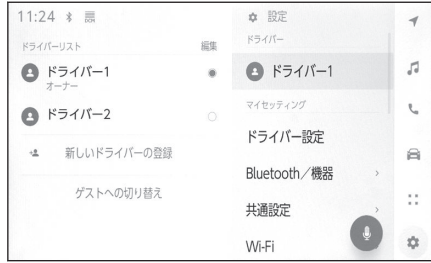 11:24
DCM
ドライバーリスト
編集
ドライバー1
オーナー
ドライバー2
新しいドライバーの登録
ゲストへの切り替え
設定
ドライバー
ドライバー1
マイセッティング
ドライバー設定
Bluetooth／機器
共通設定
Wi-Fi